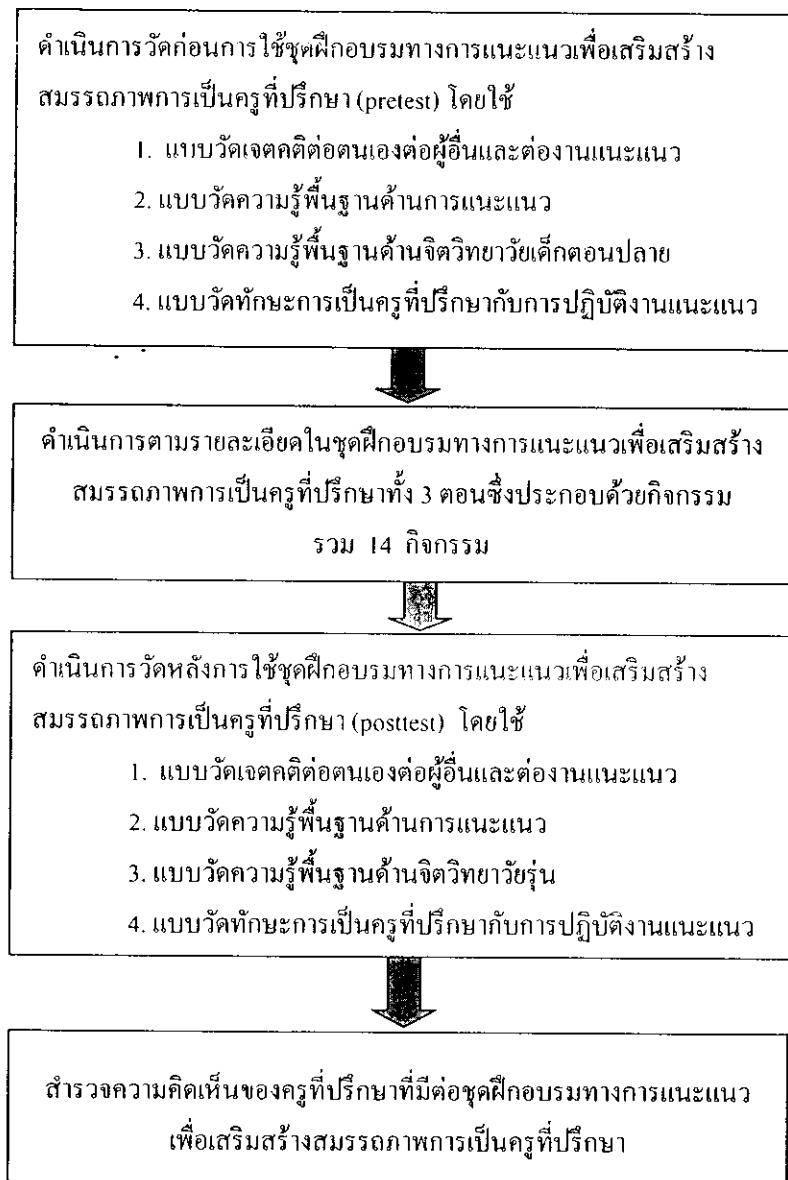 ดำเนินการวัดก่อนการใช้ชุดฝึกอบรมทางการแนะแนวเพื่อเสริมสร้าง
สมรรถภาพการเป็นครูที่ปรึกษา (pretest) โดยใช้
1. แบบวัดเจตคติต่อตนเองต่อผู้อื่นและต่องานแนะแนว
2. แบบวัดความรู้พื้นฐานด้านการแนะแนว
3. แบบวัดความรู้พื้นฐานด้านจิตวิทยาวัยเด็กตอนปลาย
4. แบบวัดทักษะการเป็นครูที่ปรึกษากับการปฏิบัติงานแนะแนว
ดำเนินการตามรายละเอียดในชุดฝึกอบรมทางการแนะแนวเพื่อเสริมสร้าง
สมรรถภาพการเป็นครูที่ปรึกษาทั้ง 3 ตอนซึ่งประกอบด้วยกิจกรรม
รวม 14 กิจกรรม
ดำเนินการวัดหลังการใช้ชุดฝึกอบรมทางการแนะแนวเพื่อเสริมสร้าง
สมรรถภาพการเป็นครูที่ปรึกษา (posttest) โดยใช้
1. แบบวัดเจตคติต่อตนเองต่อผู้อื่นและต่องานแนะแนว
2. แบบวัดความรู้พื้นฐานด้านการแนะแนว
3. แบบวัดความรู้พื้นฐานด้านจิตวิทยาวัยรุ่น
4. แบบวัดทักษะการเป็นครูที่ปรึกษากับการปฏิบัติงานแนะแนว
สำรวจความคิดเห็นของครูที่ปรึกษาที่มีต่อชุดฝึกอบรมทางการแนะแนว
เพื่อเสริมสร้างสมรรถภาพการเป็นครูที่ปรึกษา